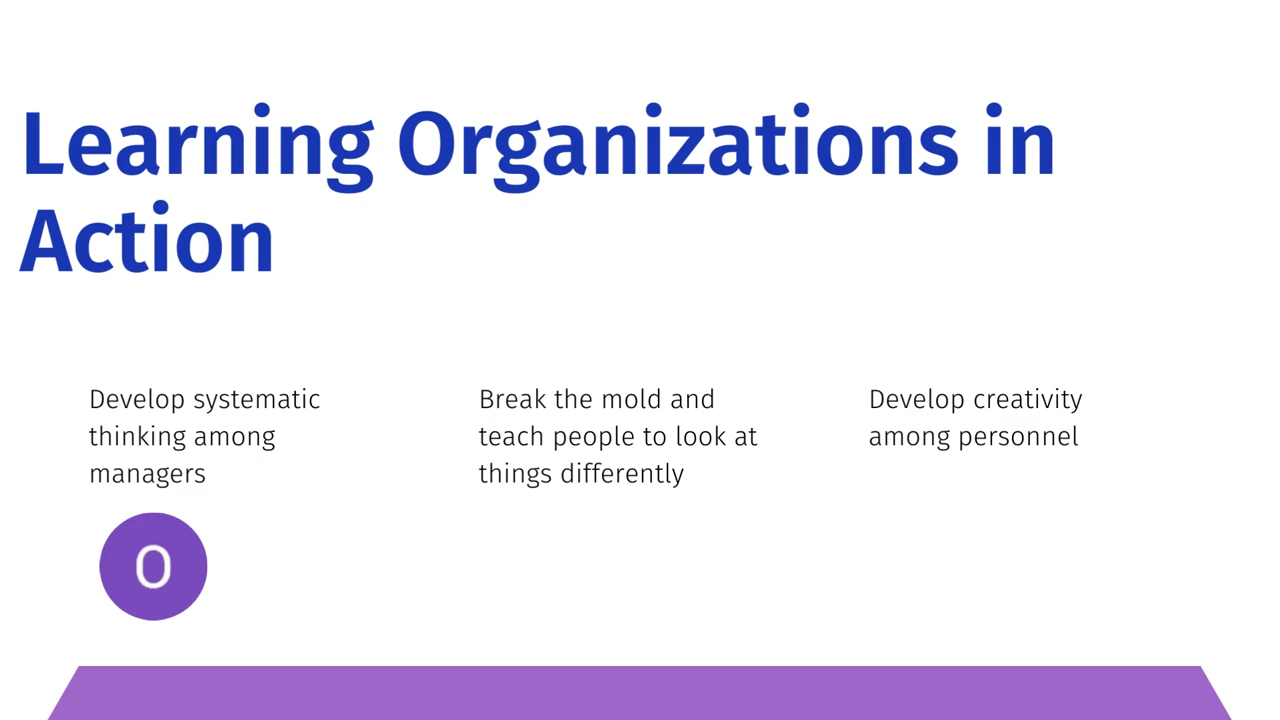 Learning Organizations in
Action
Develop systematic
thinking among
managers
Break the mold and
teach people to look at
things differently
Develop creativity
among personnel
O